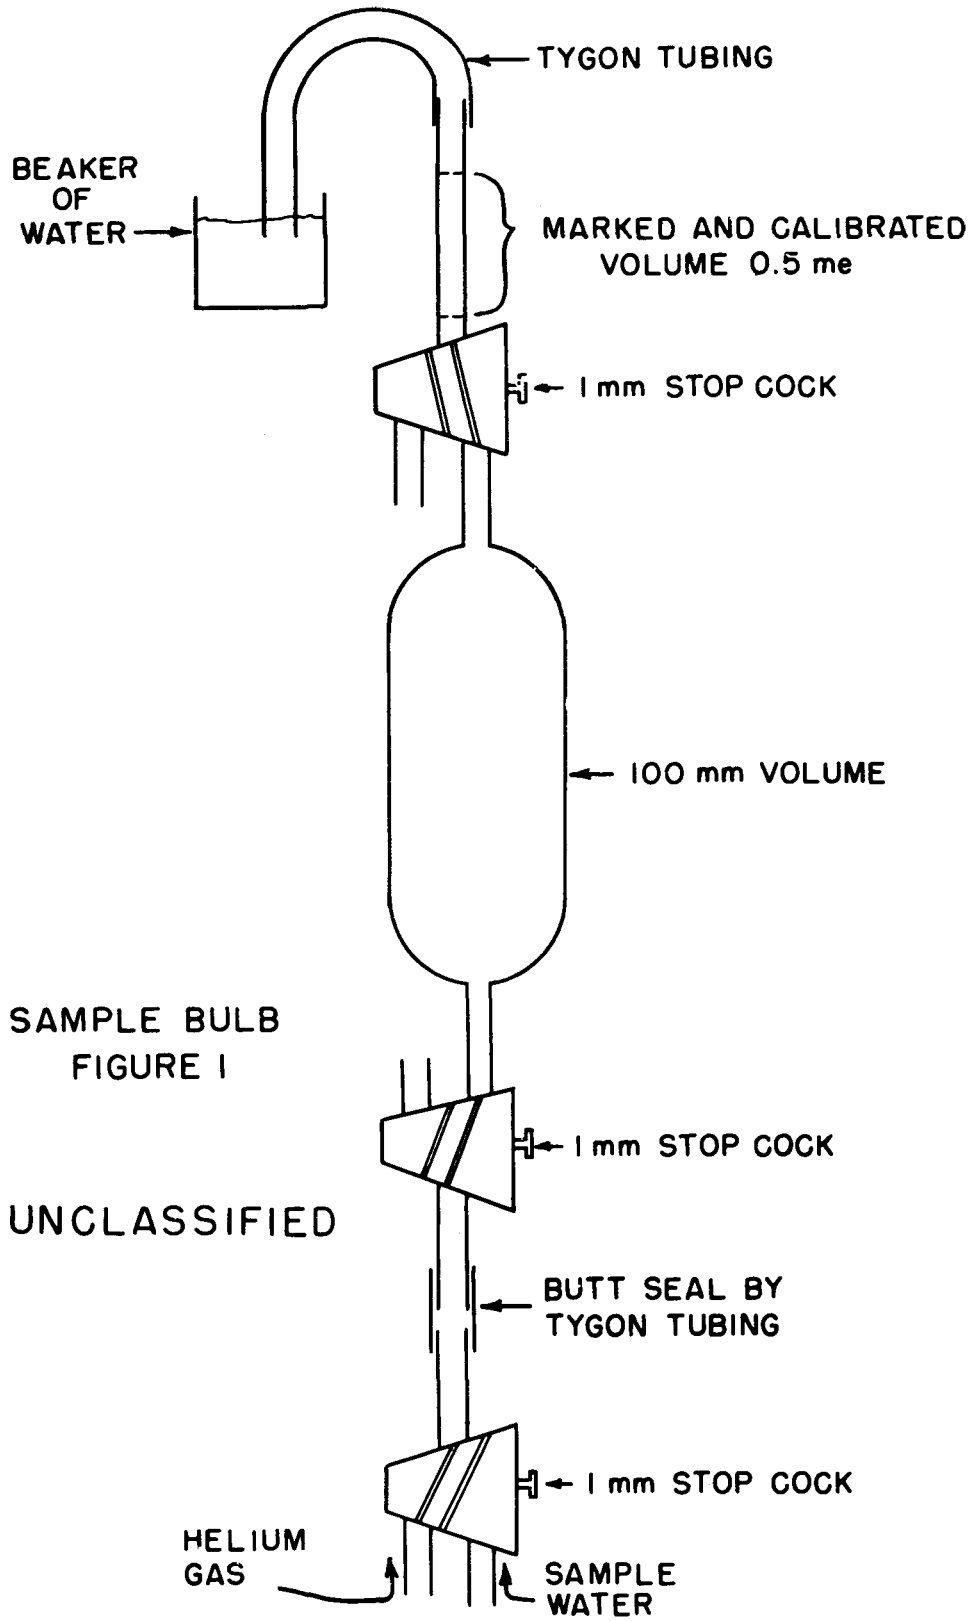 TYGON TUBING
BEAKER
OF
WATER
MARKED AND CALIBRATED
VOLUME 0.5 me
1 mm STOP COCK
100 mm VOLUME
SAMPLE BULB
FIGURE 1
1 mm STOP COCK
UNCLASSIFIED
BUTT SEAL BY
TYGON TUBING
1 mm STOP COCK
HELIUM
GAS
SAMPLE
WATER